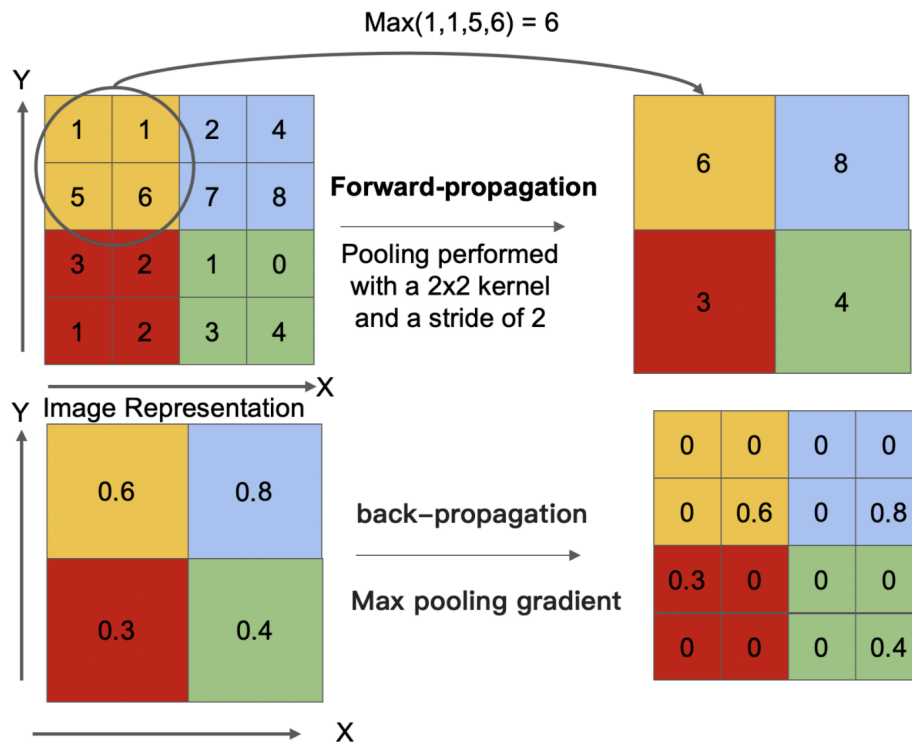 Max(1,1,5,6) = 6
Y
1 1 2 4
5 6 7 8
3 2 1 0
1 2 3 4
X
Forward-propagation
Pooling performed
with a 2x2 kernel
and a stride of 2
6 8
3 4
Image Representation
Y
0.6 0.8
0.3 0.4
X
back-propagation
Max pooling gradient
0 0 0 0
0 0.6 0 0.8
0.3 0 0 0
0 0 0 0.4